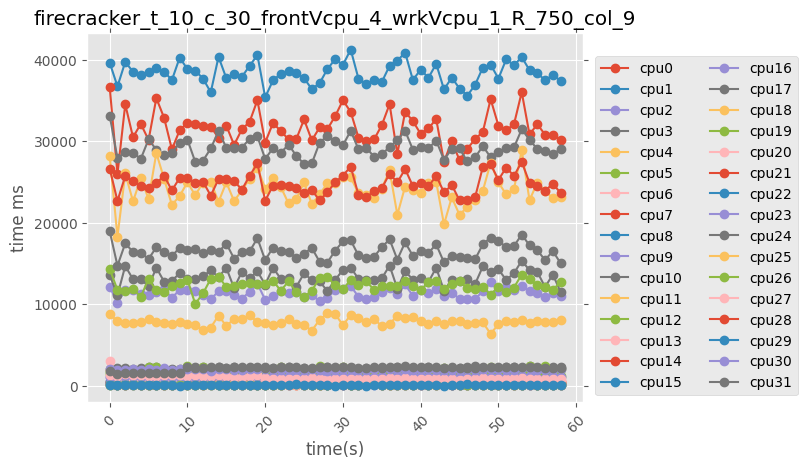 firecracker_t_10_c_30_frontVcpu_4_wrkVcpu_1_R_750_col_9
40000
30000
20000
10000
0
time ms
0 10 20 30 40 50 60
time(s)
cpu0 cpu16
cpu1 cpu17
cpu2 cpu18
cpu3 cpu19
cpu4 cpu20
cpu5 cpu21
cpu6 cpu22
cpu7 cpu23
cpu8 cpu24
cpu9 cpu25
cpu10 cpu26
cpu11 cpu27
cpu12 cpu28
cpu13 cpu29
cpu14 cpu30
cpu15 cpu31